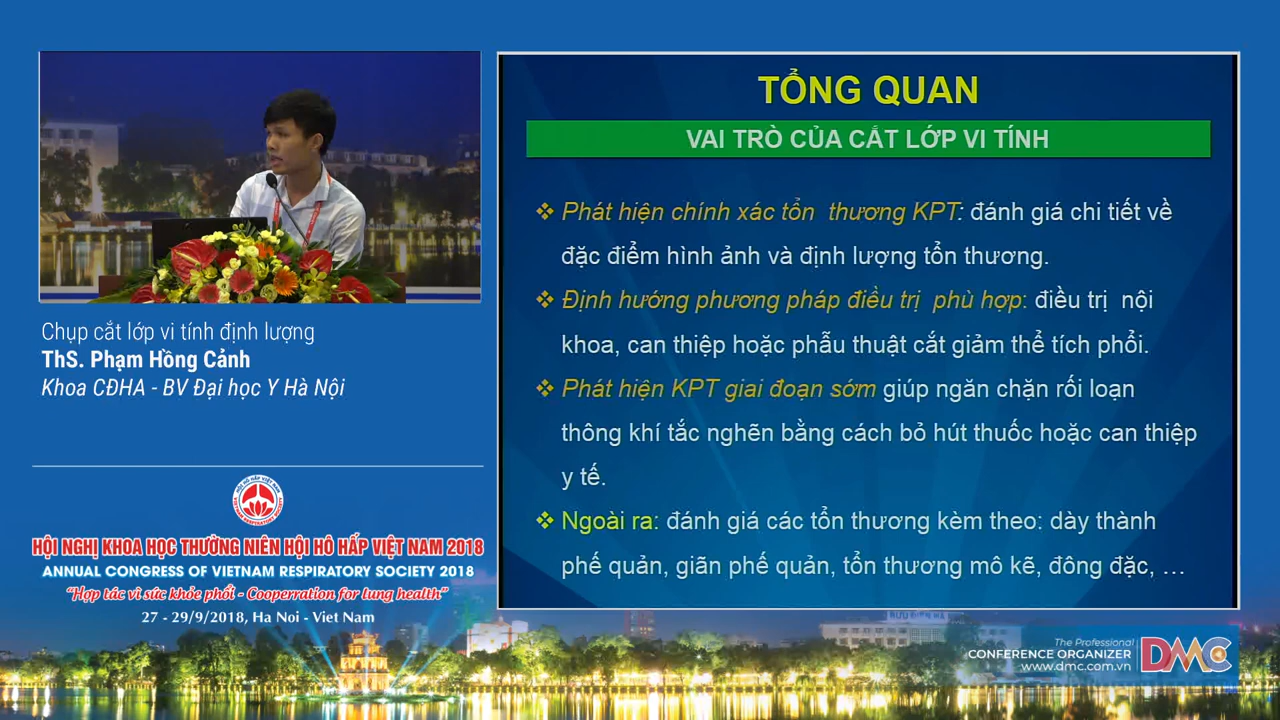 Chụp cắt lớp vi tính định lượng
ThS. Phạm Hồng Cảnh
Khoa CĐHA - BV Đại học Y Hà Nội
HỘI HÔ HẤP VIỆT NAM
VIETNAM RESPIRATORY SOCIETY
HỘI NGHỊ KHOA HỌC THƯỜNG NIÊN HỘI HÔ HẤP VIỆT NAM 2018
ANNUAL CONGRESS OF VIETNAM RESPIRATORY SOCIETY 2018
“Hợp tác vì sức khỏe phổi - Cooperration for lung health”
27 - 29/9/2018, Ha Noi - Viet Nam
TỔNG QUAN
VAI TRÒ CỦA CẮT LỚP VI TÍNH
❖ Phát hiện chính xác tổn thương KPT: đánh giá chi tiết về
đặc điểm hình ảnh và định lượng tổn thương.
❖ Định hướng phương pháp điều trị phù hợp: điều trị nội
khoa, can thiệp hoặc phẫu thuật cắt giảm thể tích phổi.
❖ Phát hiện KPT giai đoạn sớm giúp ngăn chặn rối loạn
thông khí tắc nghẽn bằng cách bỏ hút thuốc hoặc can thiệp
y tế.
❖ Ngoài ra: đánh giá các tổn thương kèm theo: dày thành
phế quản, giãn phế quản, tổn thương mô kẽ, đông đặc, …
The Professional
CONFERENCE ORGANIZER
www.dmc.com.vn
DMC